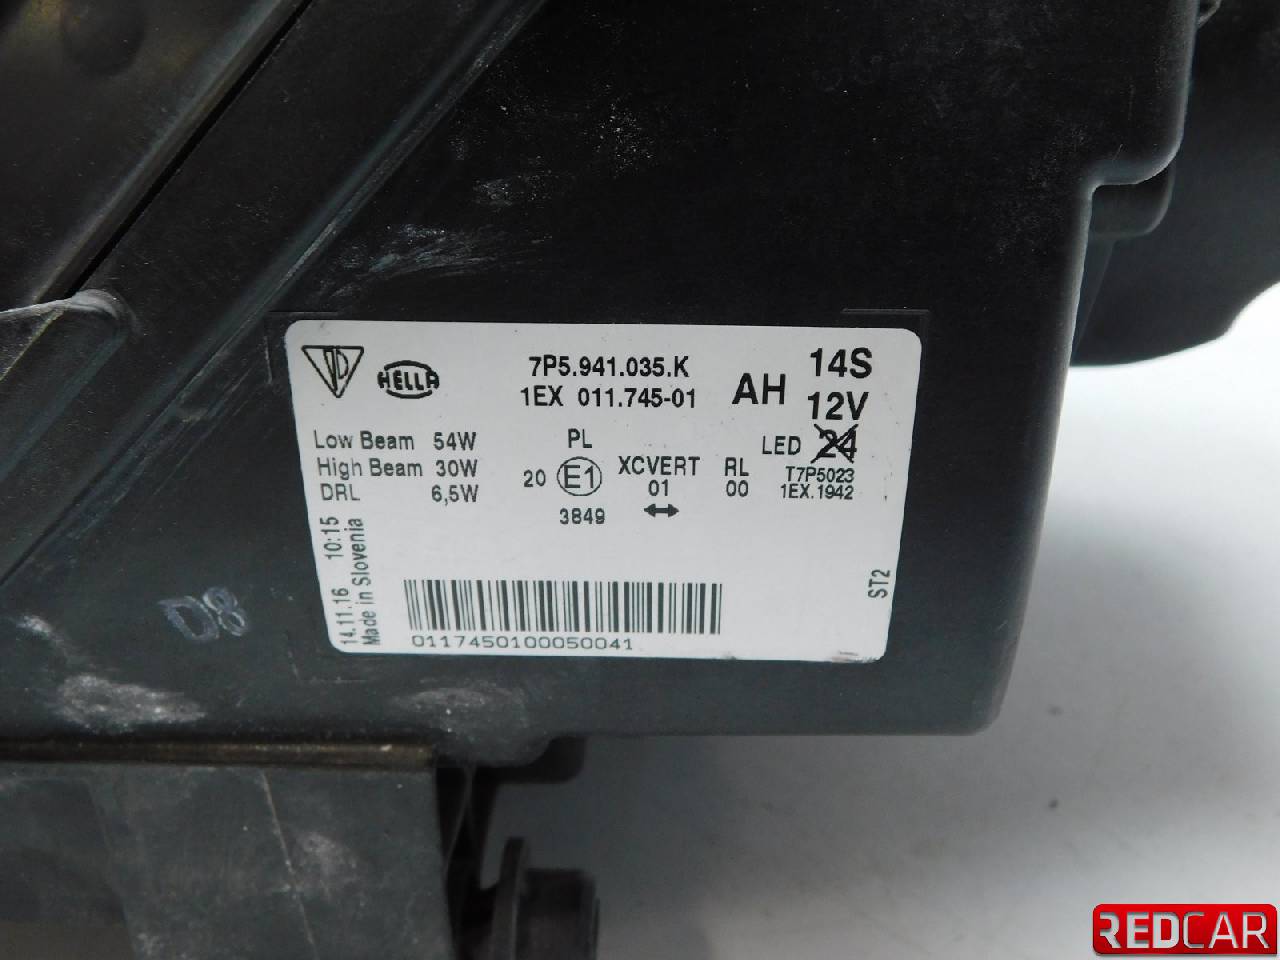 HELLA
7P5.941.035.K
1EX 011.745-01
AH
14S
12V
Low Beam 54W
High Beam 30W
DRL 6,5W
PL
20 E1
3849
XCVERT
01
RL
00
LED 24
T7P5023
1EX.1942
14.11.16 10:15
Made in Slovenia
ST2
0117450100050041
D8
REDCAR